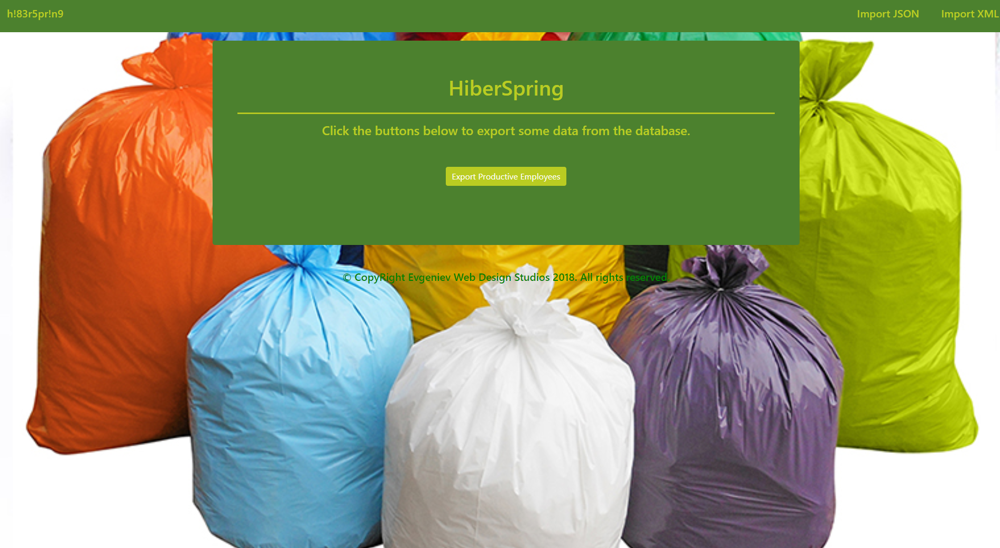 h!83r5pr!n9
Import JSON
Import XML
HiberSpring
Click the buttons below to export some data from the database.
Export Productive Employees
© CopyRight Evgeniev Web Design Studios 2018. All rights reserved